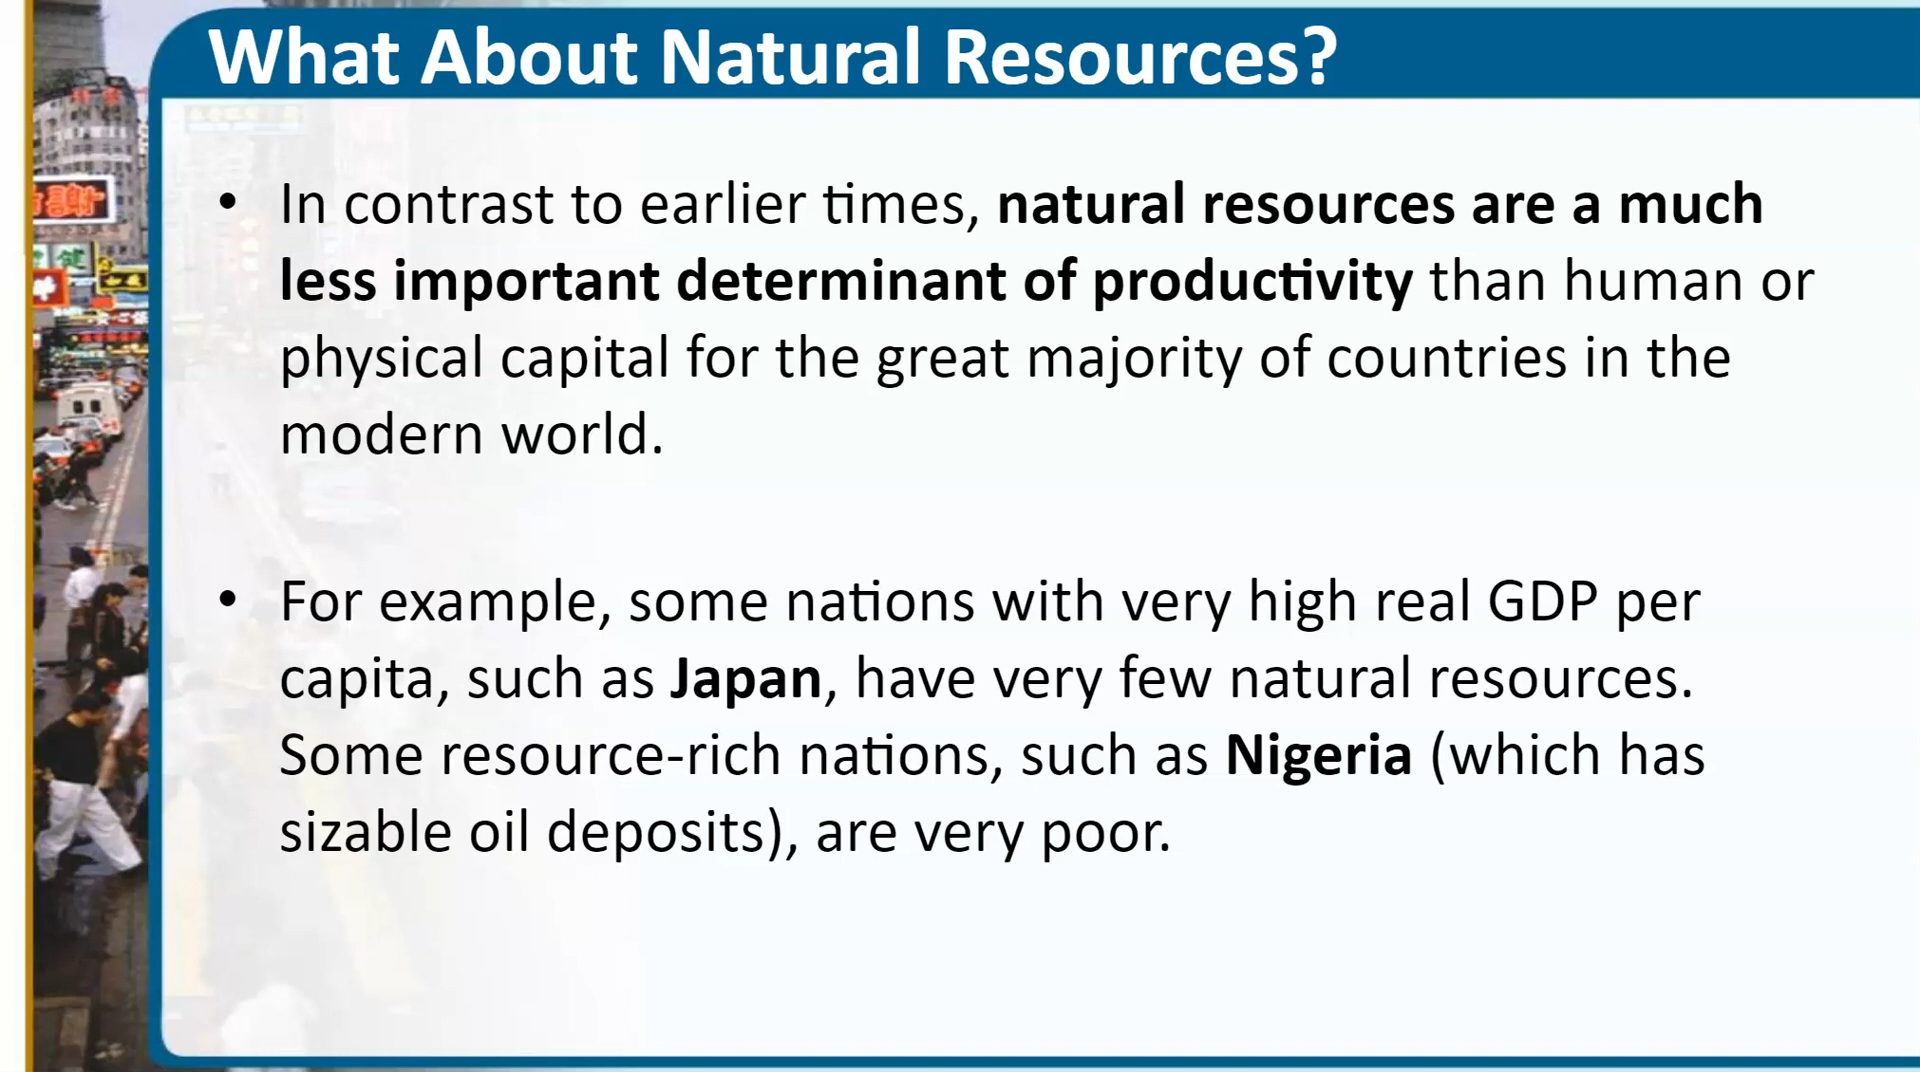 What About Natural Resources?
• In contrast to earlier times, natural resources are a much
less important determinant of productivity than human or
physical capital for the great majority of countries in the
modern world.
• For example, some nations with very high real GDP per
capita, such as Japan, have very few natural resources.
Some resource-rich nations, such as Nigeria (which has
sizable oil deposits), are very poor.